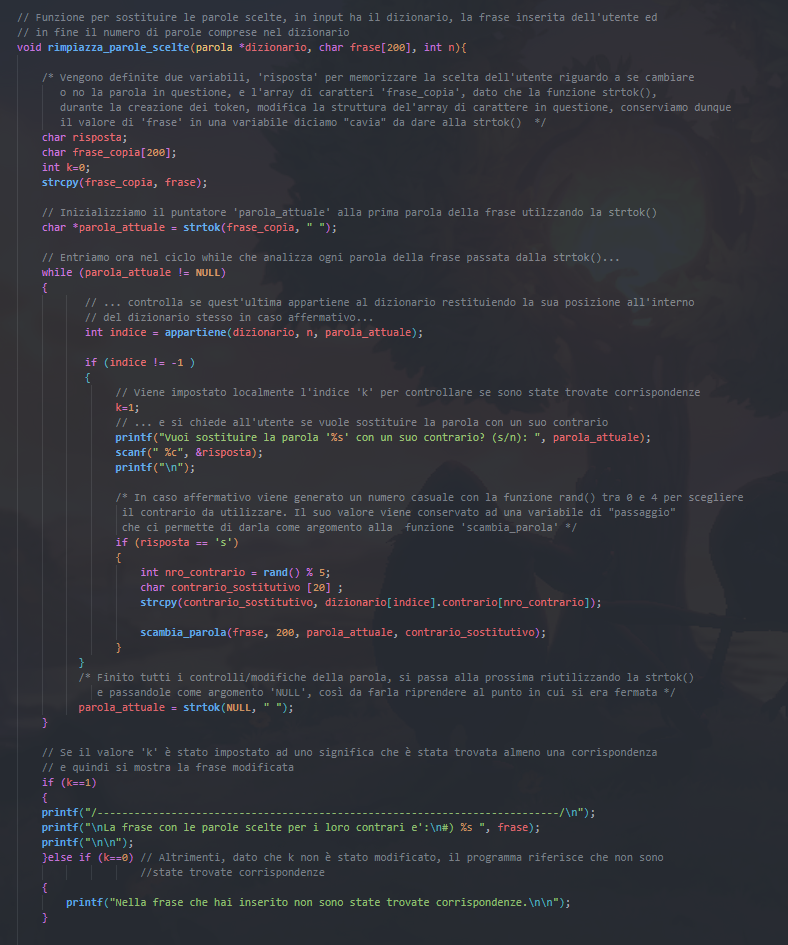 // Funzione per sostituire le parole scelte, in input ha il dizionario, la frase inserita dell'utente ed
// in fine il numero di parole comprese nel dizionario
void rimpiazza_parole_scelte(parola *dizionario, char frase[200], int n){
/* Vengono definite due variabili, 'risposta' per memorizzare la scelta dell'utente riguardo a se cambiare
o no la parola in questione, e l'array di caratteri 'frase_copia', dato che la funzione strtok(),
durante la creazione dei token, modifica la struttura del'array di carattere in questione, conserviamo dunque
il valore di 'frase' in una variabile diciamo "cavia" da dare alla strtok()  */
char risposta;
char frase_copia[200];
int k=0;
strcpy(frase_copia, frase);
// Inizializziamo il puntatore 'parola_attuale' alla prima parola della frase utilzzando la strtok()
char *parola_attuale = strtok(frase_copia, " ");
// Entriamo ora nel ciclo while che analizza ogni parola della frase passata dalla strtok()...
while (parola_attuale != NULL)
{
// ... controlla se quest'ultima appartiene al dizionario restituiendo la sua posizione all'interno
// del dizionario stesso in caso affermativo...
int indice = appartiene(dizionario, n, parola_attuale);
if (indice != -1 )
{
// Viene impostato localmente l'indice 'k' per controllare se sono state trovate corrispondenze
k=1;
// ... e si chiede all'utente se vuole sostituire la parola con un suo contrario
printf("Vuoi sostituire la parola '%s' con un suo contrario? (s/n): ", parola_attuale);
scanf(" %c", &risposta);
printf("\n");
/* In caso affermativo viene generato un numero casuale con la funzione rand() tra 0 e 4 per scegliere
il contrario da utilizzare. Il suo valore viene conservato ad una variabile di "passaggio"
che ci permette di darla come argomento alla  funzione 'scambia_parola' */
if (risposta == 's')
{
int nro_contrario = rand() % 5;
char contrario_sostitutivo [20] ;
strcpy(contrario_sostitutivo, dizionario[indice].contrario[nro_contrario]);
scambia_parola(frase, 200, parola_attuale, contrario_sostitutivo);
}
}
/* Finito tutti i controlli/modifiche della parola, si passa alla prossima riutilizzando la strtok()
e passandole come argomento 'NULL', così da farla riprendere al punto in cui si era fermata */
parola_attuale = strtok(NULL, " ");
}
// Se il valore 'k' è stato impostato ad uno significa che è stata trovata almeno una corrispondenza
// e quindi si mostra la frase modificata
if (k==1)
{
printf("/---------------------------------------------------------------------------/\n");
printf("\nLa frase con le parole scelte per i loro contrari e':\n#) %s ", frase);
printf("\n\n");
}else if (k==0) // Altrimenti, dato che k non è stato modificato, il programma riferisce che non sono
//state trovate corrispondenze
{
printf("Nella frase che hai inserito non sono state trovate corrispondenze.\n\n");
}